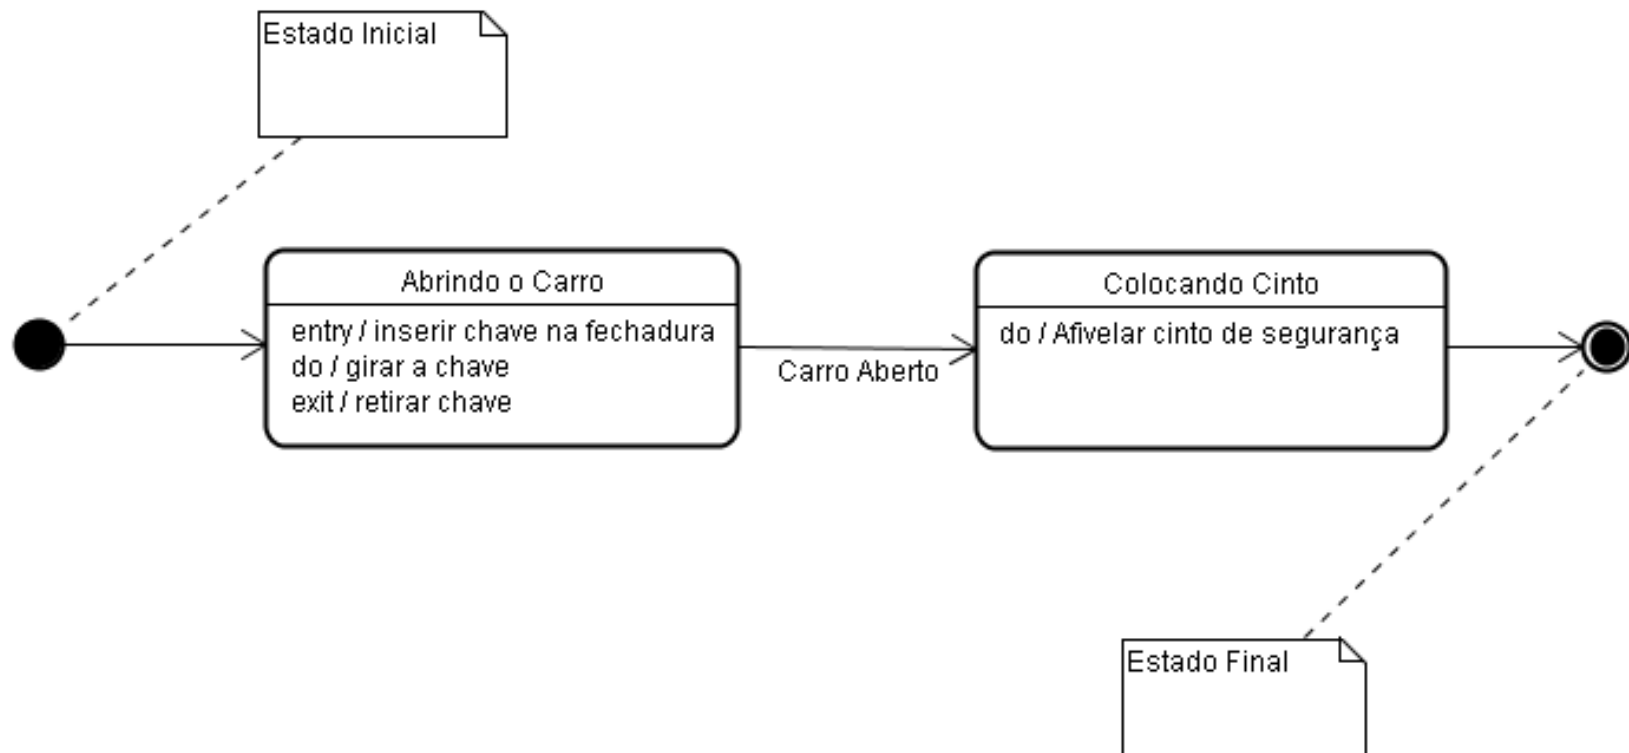 Estado Inicial
Abrindo o Carro
entry / inserir chave na fechadura
do / girar a chave
exit / retirar chave
Carro Aberto
Colocando Cinto
do / Afivelar cinto de segurança
Estado Final